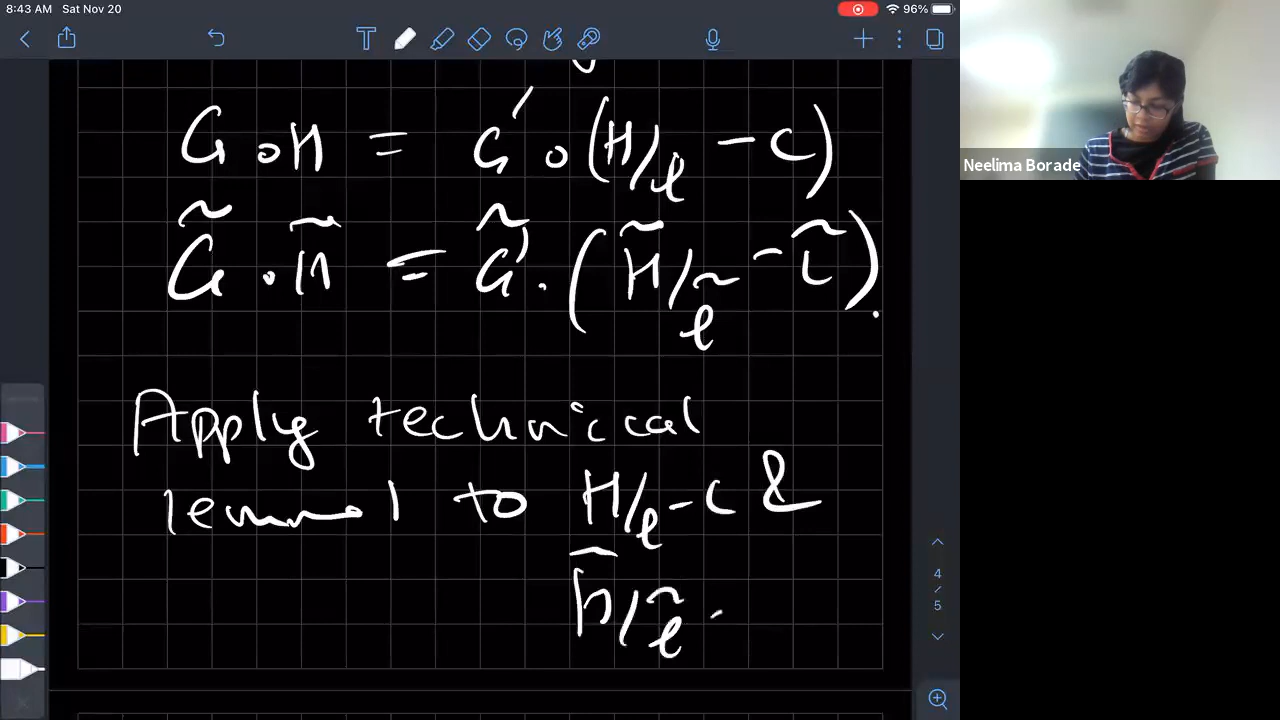 8:43 AM Sat Nov 20
96%
G∘H = G′∘(H/ℓ − C)
G̃·H̃ = G̃′·(H̃/ℓ̃ − C̃).
Apply technical
lemma 1 to H/ℓ − C &
H̃/ℓ̃ -
4
/
5
Neelima Borade